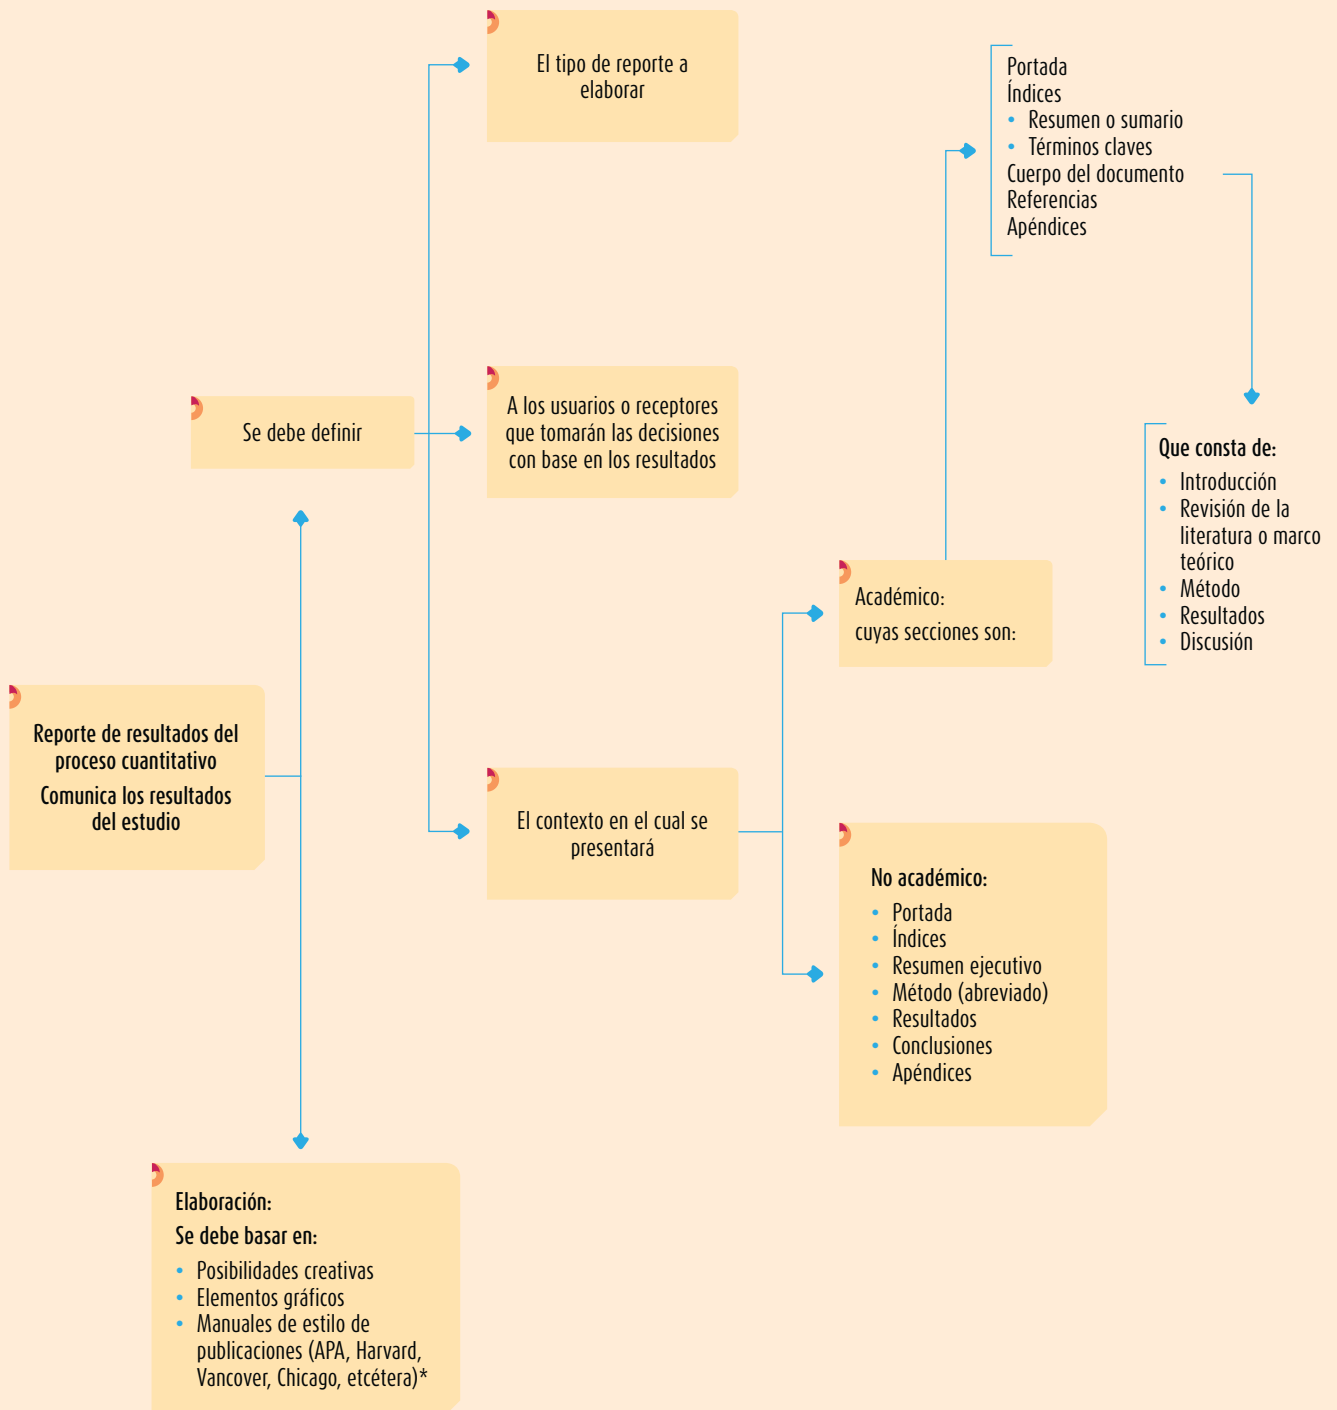 Reporte de resultados del
proceso cuantitativo
Comunica los resultados
del estudio
Se debe definir
El tipo de reporte a
elaborar
A los usuarios o receptores
que tomarán las decisiones
con base en los resultados
El contexto en el cual se
presentará
Académico:
cuyas secciones son:
Portada
Índices
• Resumen o sumario
• Términos claves
Cuerpo del documento
Referencias
Apéndices
Que consta de:
• Introducción
• Revisión de la
literatura o marco
teórico
• Método
• Resultados
• Discusión
No académico:
• Portada
• Índices
• Resumen ejecutivo
• Método (abreviado)
• Resultados
• Conclusiones
• Apéndices
Elaboración:
Se debe basar en:
• Posibilidades creativas
• Elementos gráficos
• Manuales de estilo de
publicaciones (APA, Harvard,
Vancover, Chicago, etcétera)*